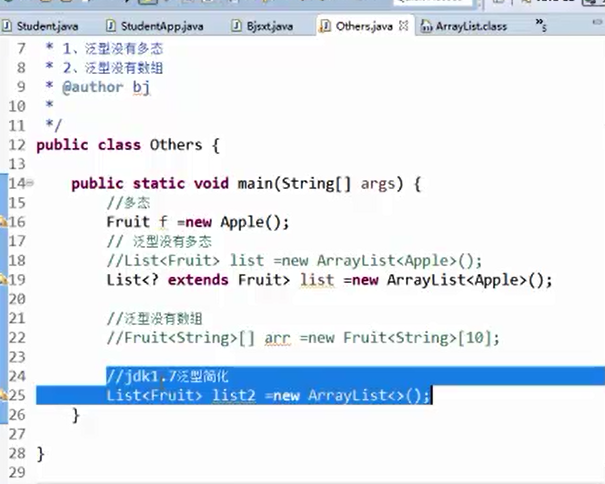 Student.java StudentApp.java Bjsxt.java Others.java ArrayList.class »5
7 * 1、泛型没有多态
8 * 2、泛型没有数组
9 * @author bj
10 *
11 */
12 public class Others {
13
14 public static void main(String[] args) {
15 //多态
16 Fruit f =new Apple();
17 // 泛型没有多态
18 //List<Fruit> list =new ArrayList<Apple>();
19 List<? extends Fruit> list =new ArrayList<Apple>();
20
21 //泛型没有数组
22 //Fruit<String>[] arr =new Fruit<String>[10];
23
24 //jdk1.7泛型简化
25 List<Fruit> list2 =new ArrayList<>();
26 }
27
28 }
29